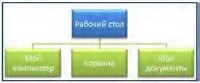 Рабочий стол
Мой
компьютер
Корзина
Мои
документы